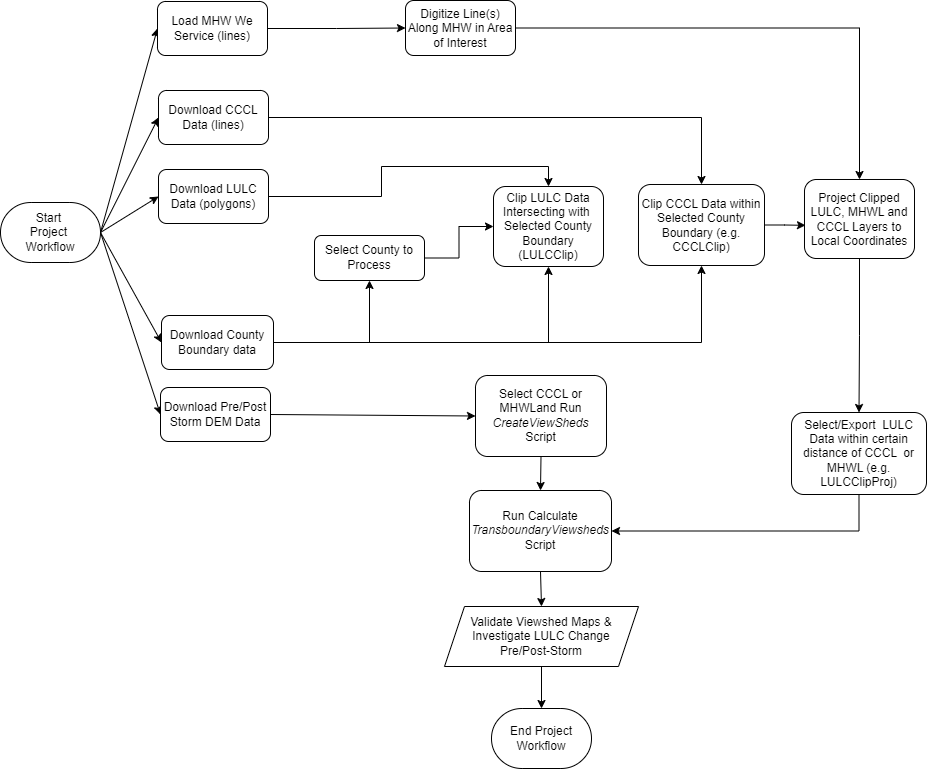 Load MHW We
Service (lines)
Digitize Line(s)
Along MHW in Area
of Interest
Download CCCL
Data (lines)
Download LULC
Data (polygons)
Clip LULC Data
Intersecting with
Selected County
Boundary
(LULCClip)
Clip CCCL Data within
Selected County
Boundary (e.g.
CCCLClip)
Project Clipped
LULC, MHWL and
CCCL Layers to
Local Coordinates
Start
Project
Workflow
Select County to
Process
Download County
Boundary data
Download Pre/Post
Storm DEM Data
Select CCCL or
MHWLand Run
CreateViewSheds
Script
Select/Export  LULC
Data within certain
distance of CCCL  or
MHWL (e.g.
LULCClipProj)
Run Calculate
TransboundaryViewsheds
Script
Validate Viewshed Maps &
Investigate LULC Change
Pre/Post-Storm
End Project
Workflow